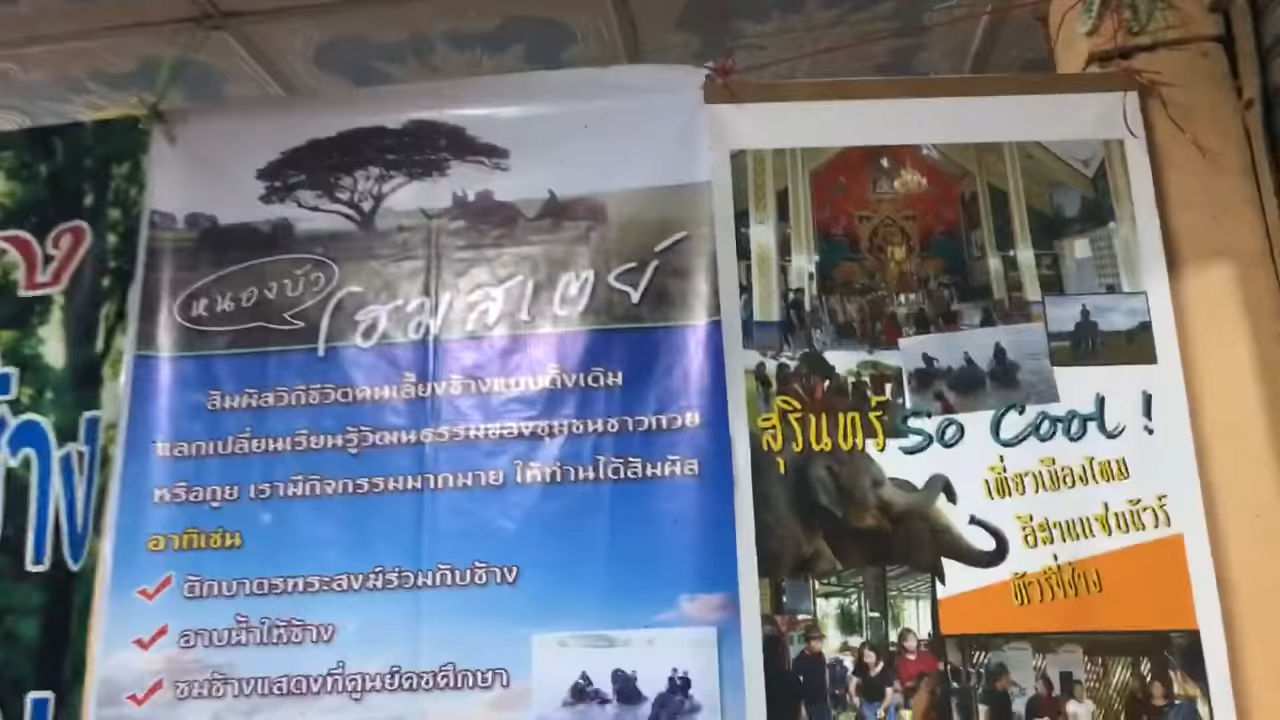 หนองบัว
โฮมสเตย์
สัมผัสวิถีชีวิตคนเลี้ยงช้างแบบดั้งเดิม
แลกเปลี่ยนเรียนรู้วัฒนธรรมของชุมชนชาวกวย
หรือกูย เรามีกิจกรรมมากมาย ให้ท่านได้สัมผัส
อาทิเช่น
ตักบาตรพระสงฆ์ร่วมกับช้าง
อาบน้ำให้ช้าง
ชมช้างแสดงที่ศูนย์คชศึกษา
สุรินทร์ so cool !
เที่ยวเมืองไหม
อีสานแซ่บนัวร์
ทัวร์ขี่ช้าง